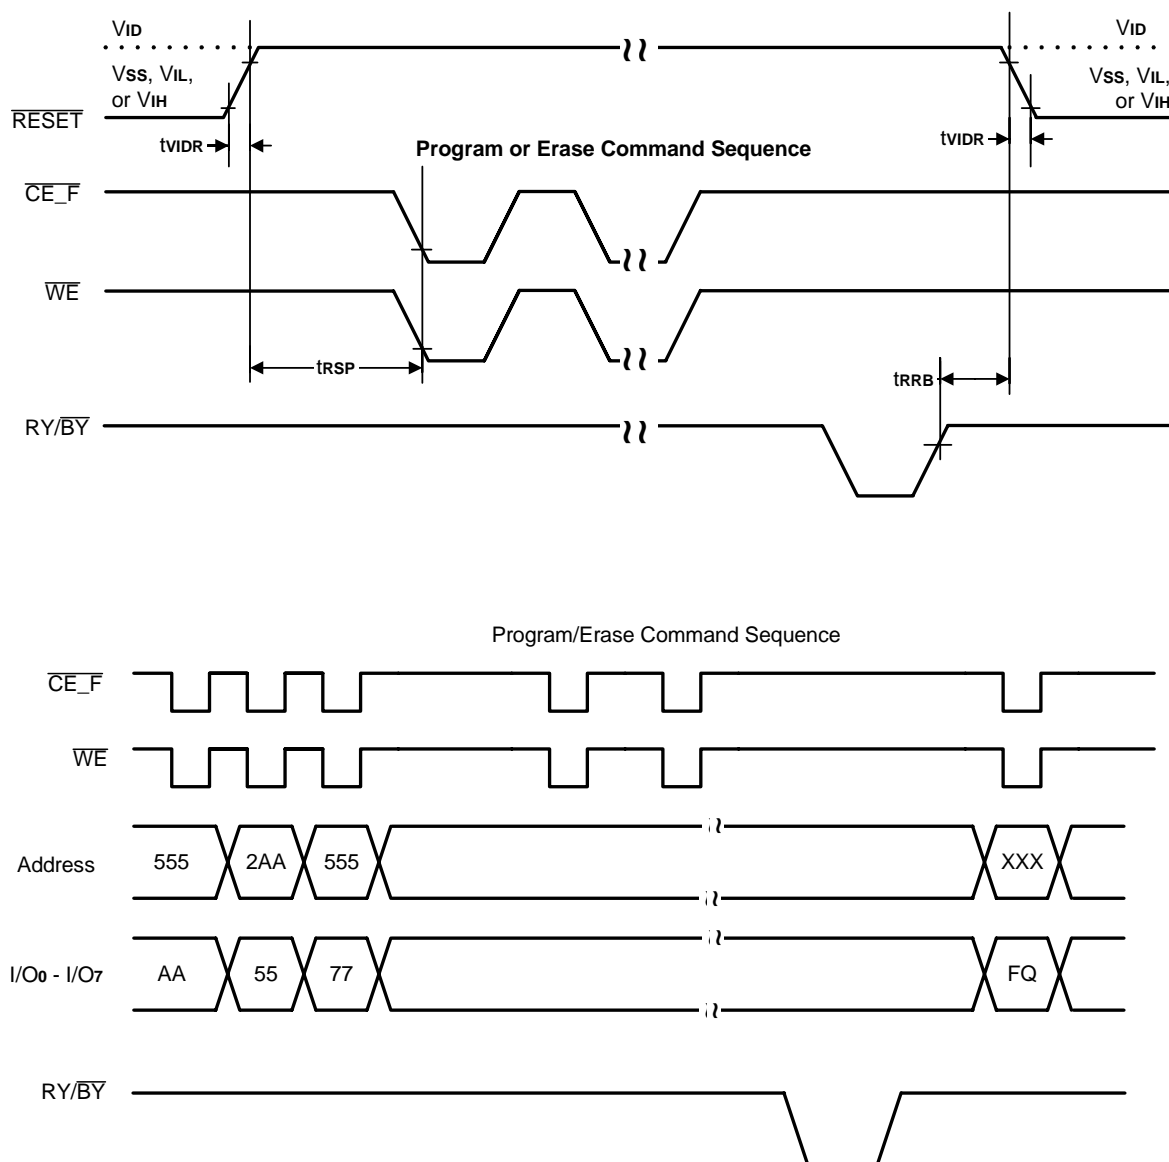 VID
VID
VSS, VIL,
or VIH
VSS, VIL,
or VIH
RESET
tVIDR
tVIDR
Program or Erase Command Sequence
CE_F
WE
tRSP
tRRB
RY/BY
Program/Erase Command Sequence
CE_F
WE
Address
555
2AA
555
XXX
I/O0 - I/O7
AA
55
77
FQ
RY/BY